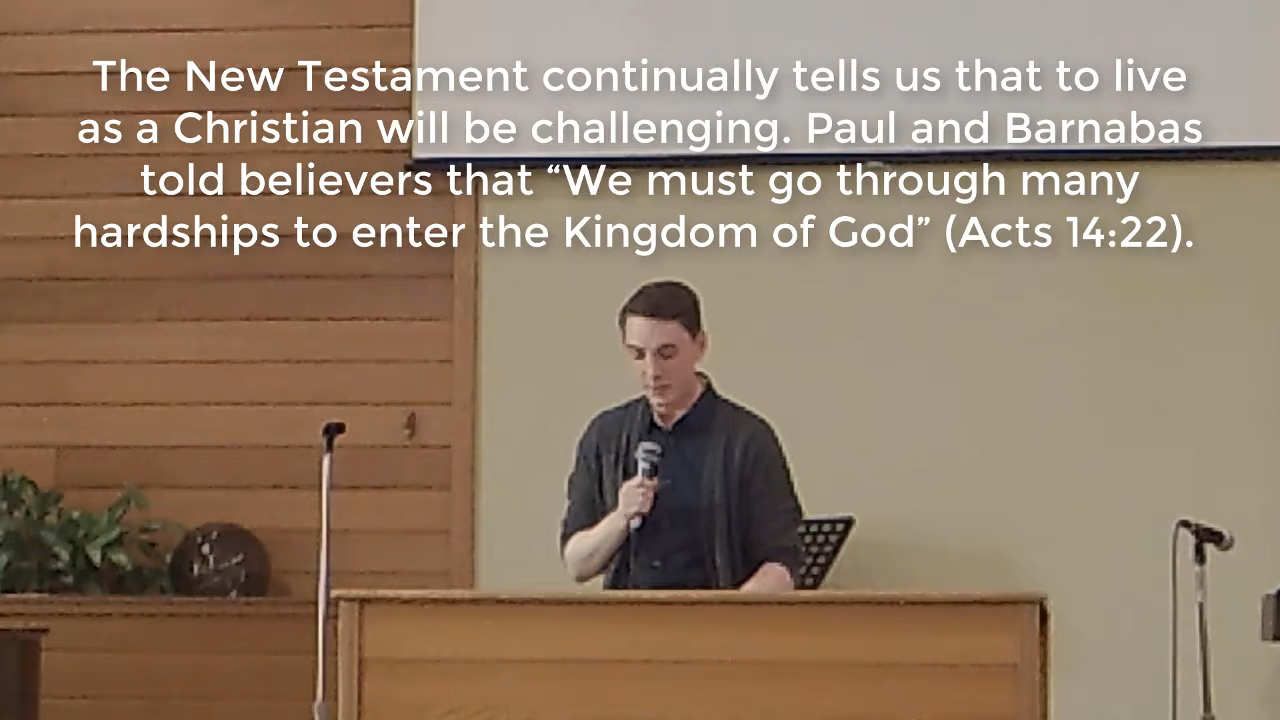 The New Testament continually tells us that to live
as a Christian will be challenging. Paul and Barnabas
told believers that “We must go through many
hardships to enter the Kingdom of God” (Acts 14:22).